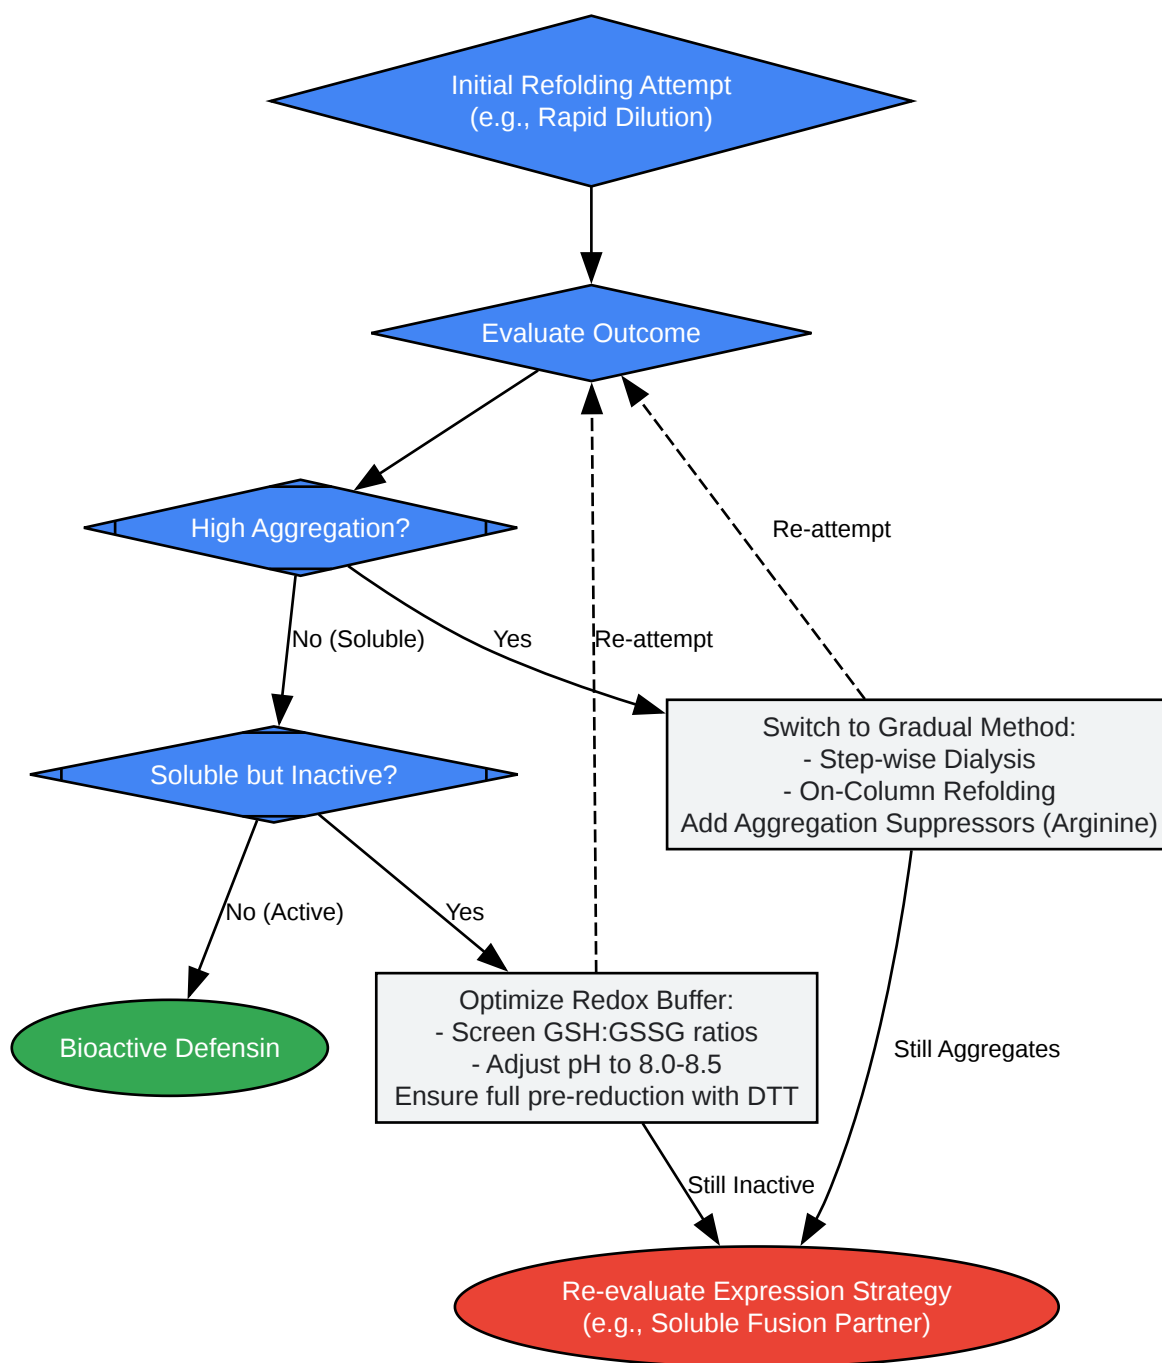 Initial Refolding Attempt
(e.g., Rapid Dilution)
Evaluate Outcome
High Aggregation?
Re-attempt
No (Soluble)
Yes
Re-attempt
Switch to Gradual Method:
- Step-wise Dialysis
- On-Column Refolding
Add Aggregation Suppressors (Arginine)
Soluble but Inactive?
No (Active)
Yes
Optimize Redox Buffer:
- Screen GSH:GSSG ratios
- Adjust pH to 8.0-8.5
Ensure full pre-reduction with DTT
Bioactive Defensin
Still Aggregates
Still Inactive
Re-evaluate Expression Strategy
(e.g., Soluble Fusion Partner)